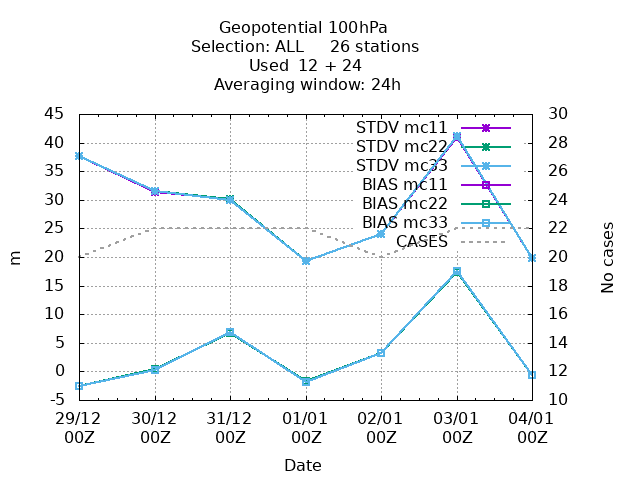 Geopotential 100hPa
Selection: ALL     26 stations
Used  12 + 24
Averaging window: 24h
45 30
STDV mc11
40 28
STDV mc22
STDV mc33
35 26
BIAS mc11
30 24
BIAS mc22
BIAS mc33
25 22
CASES
20 20
m
No cases
15 18
10 16
5 14
0 12
-5 10
29/12 30/12 31/12 01/01 02/01 03/01 04/01
00Z 00Z 00Z 00Z 00Z 00Z 00Z
Date